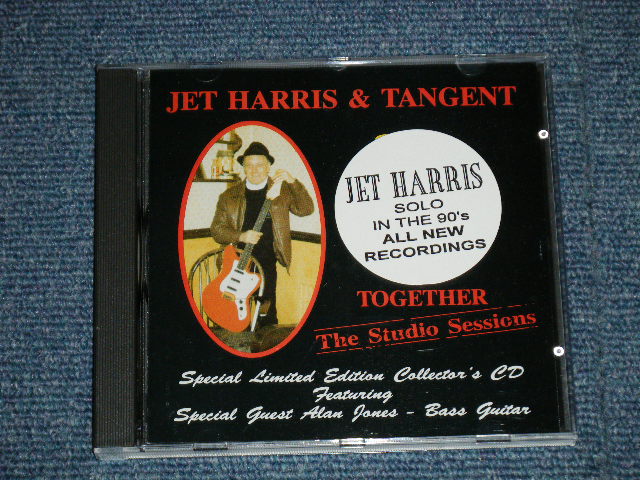 JET HARRIS & TANGENT
JET HARRIS
SOLO
IN THE 90's
ALL NEW
RECORDINGS
TOGETHER
The Studio Sessions
Special Limited Edition Collector's CD
Featuring
Special Guest Alan Jones - Bass Guitar